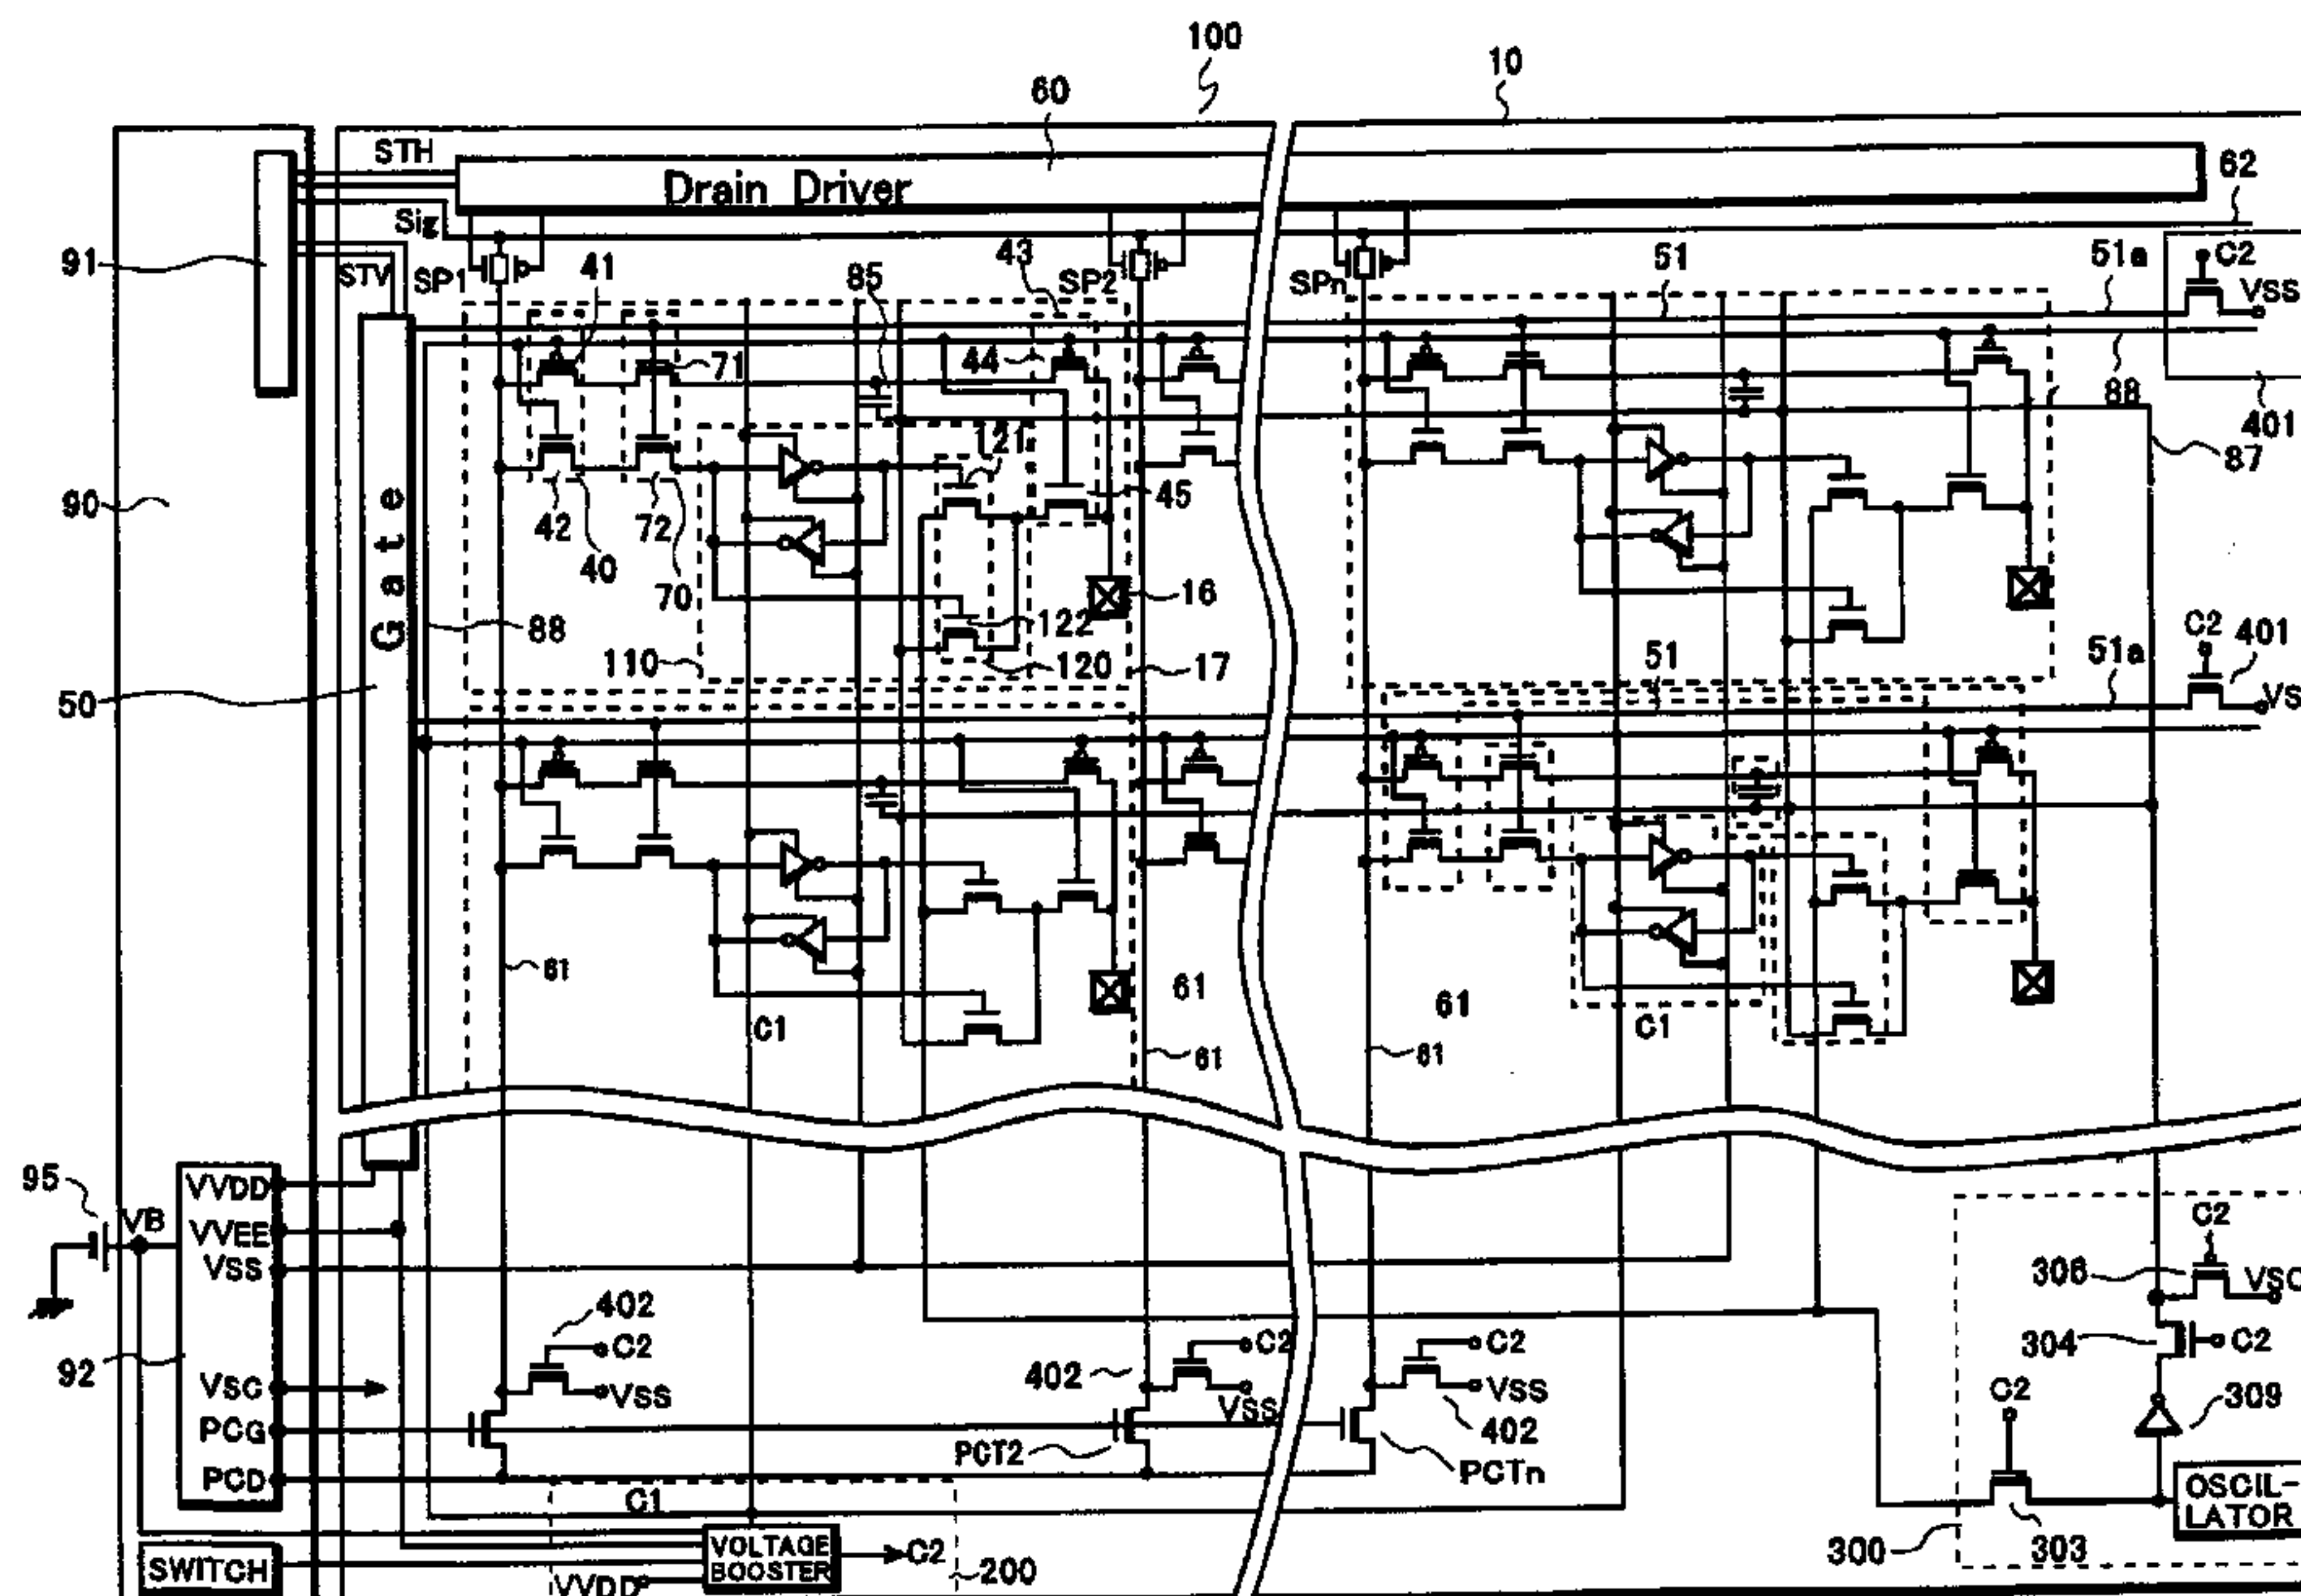 100
10
60
STH
62
Drain Driver
Sig
91
STV
SP1
41
85
43
SP2
SPn
51
51a
C2
VSS
71
44
88
401
87
121
90
42
72
45
40
70
16
Gate
88
122
110
120
17
51
51a
C2
401
50
VS
61
61
61
C1
61
C1
61
61
95
VVDD
VB
VVEE
VSS
C2
306
VSC
402
C2
C2
C2
304
C2
92
VSC
VSS
402
VSS
VSS
C2
309
PCG
402
PCT2
PCTn
PCD
C1
OSCIL-
LATOR
VOLTAGE
BOOSTER
C2
300
303
SWITCH
VVDD
200